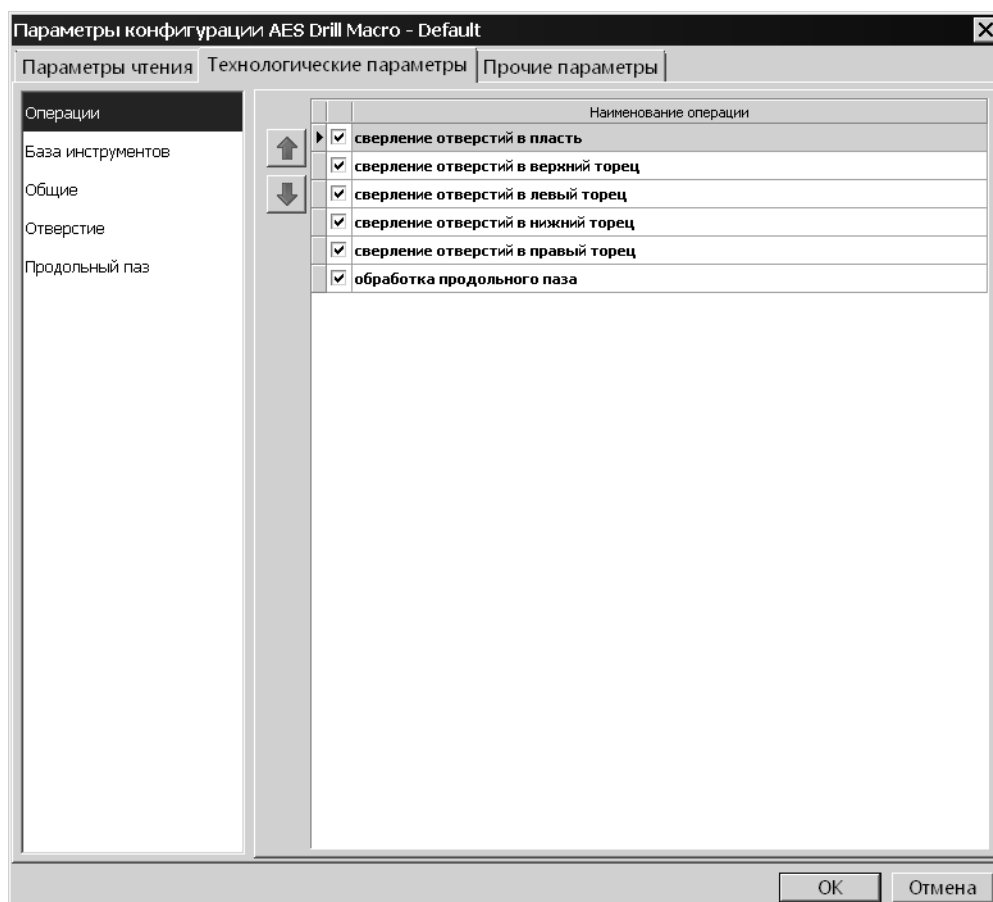 Параметры конфигурации AES Drill Macro - Default
Параметры чтения Технологические параметры Прочие параметры
Операции
База инструментов
Общие
Отверстие
Продольный паз
Наименование операции
сверление отверстий в пласть
сверление отверстий в верхний торец
сверление отверстий в левый торец
сверление отверстий в нижний торец
сверление отверстий в правый торец
обработка продольного паза
OK Отмена